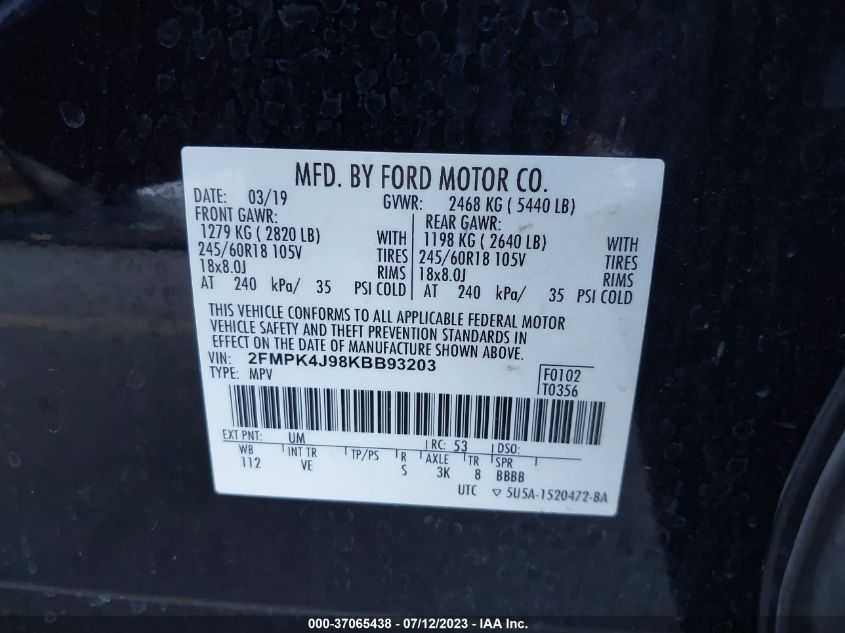 MFD. BY FORD MOTOR CO.
DATE: 03/19 GVWR: 2468 KG ( 5440 LB)
FRONT GAWR: REAR GAWR:
1279 KG ( 2820 LB) WITH 1198 KG ( 2640 LB) WITH
245/60R18 105V TIRES 245/60R18 105V TIRES
18x8.0J RIMS 18x8.0J RIMS
AT 240 kPa/ 35 PSI COLD AT 240 kPa/ 35 PSI COLD
THIS VEHICLE CONFORMS TO ALL APPLICABLE FEDERAL MOTOR
VEHICLE SAFETY AND THEFT PREVENTION STANDARDS IN
EFFECT ON THE DATE OF MANUFACTURE SHOWN ABOVE.
VIN: 2FMPK4J98KBB93203
TYPE: MPV
F0102
T0356
EXT PNT: UM RC: 53 DSO:
WB INT TR TP/PS R AXLE TR SPR
112 VE S 3K 8 BBBB
UTC ▽ 5U5A-1520472-BA
000-37065438 - 07/12/2023 - IAA Inc.